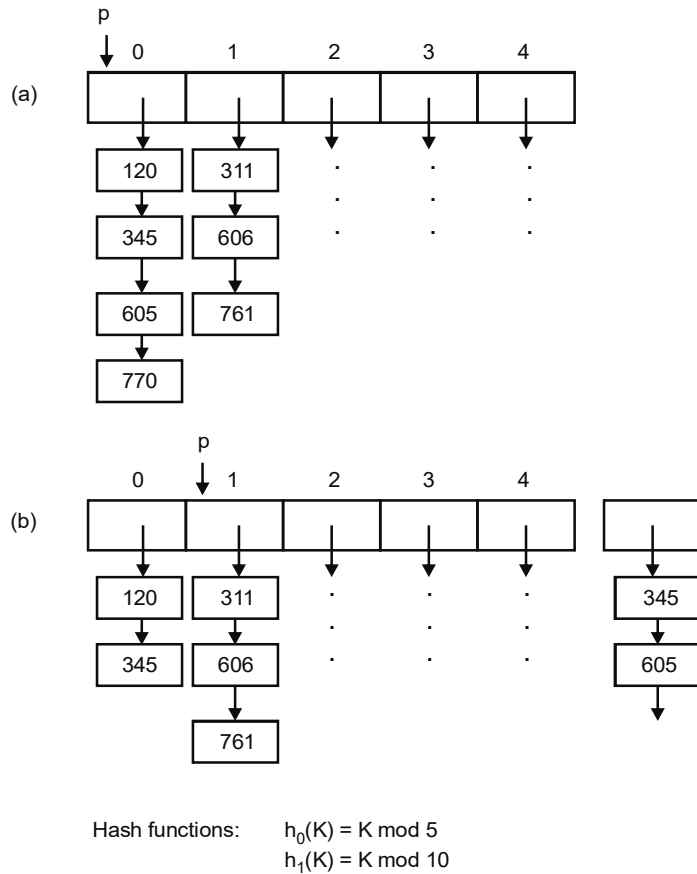 p
0 1 2 3 4
(a)
120 311 . . .
. . .
345 606 . . .
605 761
770
p
0 1 2 3 4
(b)
120 311 . . . 345
. . .
345 606 . . . 605
761
Hash functions: h₀(K) = K mod 5
h₁(K) = K mod 10